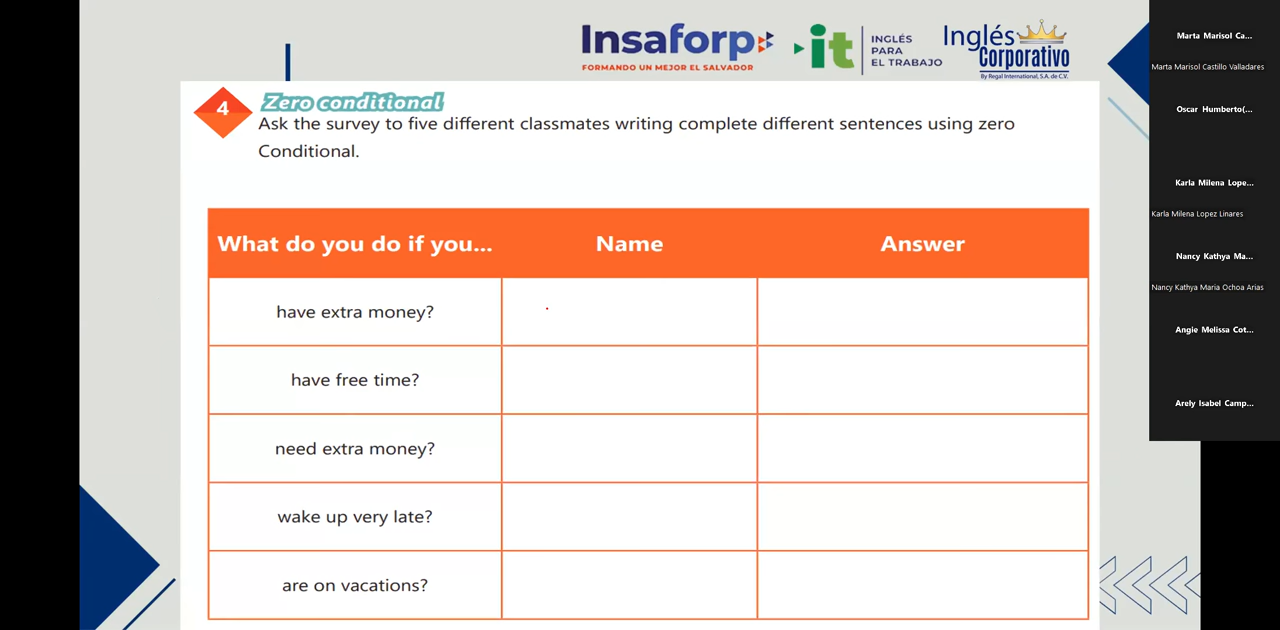 Insaforp
FORMANDO UN MEJOR EL SALVADOR
it
INGLÉS
PARA
EL TRABAJO
Inglés
Corporativo
By Regal International, S.A. de C.V.
4
Zero conditional
Ask the survey to five different classmates writing complete different sentences using zero
Conditional.
What do you do if you... Name Answer
have extra money?
have free time?
need extra money?
wake up very late?
are on vacations?
Marta Marisol Ca...
Marta Marisol Castillo Valladares
Oscar Humberto(...
Karla Milena Lope...
Karla Milena Lopez Linares
Nancy Kathya Ma...
Nancy Kathya Maria Ochoa Arias
Angie Melissa Cot...
Arely Isabel Camp...